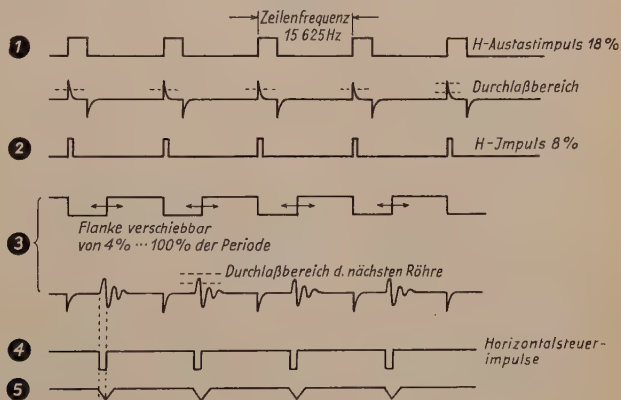 Zeilenfrequenz
15 625 Hz
1
H-Austastimpuls 18%
Durchlaßbereich
2
H-Jmpuls 8%
3
Flanke verschiebbar
von 4% ··· 100% der Periode
Durchlaßbereich d. nächsten Röhre
4
Horizontalsteuer-
impulse
5